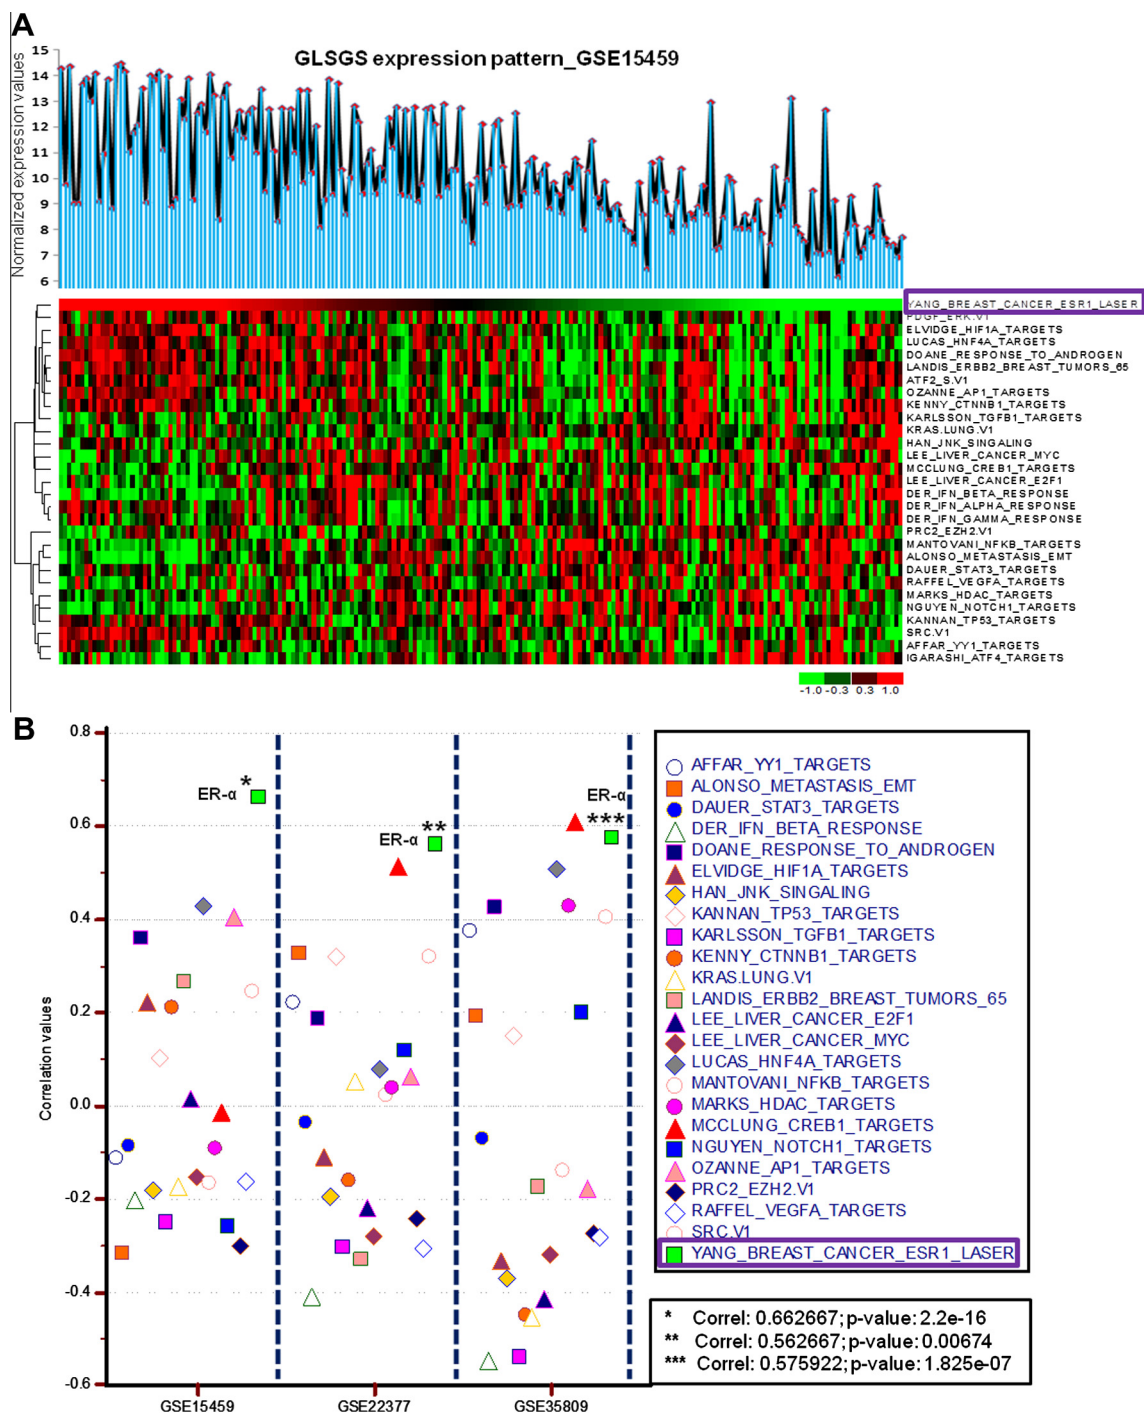 A
GLSGS expression pattern_GSE15459
Normalized expression values
15
14
13
12
11
10
9
8
7
6
YANG_BREAST_CANCER_ESR1_LASER
PDGF_ERK.V1
ELVIDGE_HIF1A_TARGETS
LUCAS_HNF4A_TARGETS
DOANE_RESPONSE_TO_ANDROGEN
LANDIS_ERBB2_BREAST_TUMORS_65
ATF2_S.V1
OZANNE_AP1_TARGETS
KENNY_CTNNB1_TARGETS
KARLSSON_TGFB1_TARGETS
KRAS.LUNG.V1
HAN_JNK_SINGALING
LEE_LIVER_CANCER_MYC
MCCLUNG_CREB1_TARGETS
LEE_LIVER_CANCER_E2F1
DER_IFN_BETA_RESPONSE
DER_IFN_ALPHA_RESPONSE
DER_IFN_GAMMA_RESPONSE
PRC2_EZH2.V1
MANTOVANI_NFKB_TARGETS
ALONSO_METASTASIS_EMT
DAUER_STAT3_TARGETS
RAFFEL_VEGFA_TARGETS
MARKS_HDAC_TARGETS
NGUYEN_NOTCH1_TARGETS
KANNAN_TP53_TARGETS
SRC.V1
AFFAR_YY1_TARGETS
IGARASHI_ATF4_TARGETS
-1.0 -0.3 0.3 1.0
B
Correlation values
0.8
0.6
0.4
0.2
0.0
-0.2
-0.4
-0.6
ER-α *
ER-α **
ER-α
***
GSE15459 GSE22377 GSE35809
AFFAR_YY1_TARGETS
ALONSO_METASTASIS_EMT
DAUER_STAT3_TARGETS
DER_IFN_BETA_RESPONSE
DOANE_RESPONSE_TO_ANDROGEN
ELVIDGE_HIF1A_TARGETS
HAN_JNK_SINGALING
KANNAN_TP53_TARGETS
KARLSSON_TGFB1_TARGETS
KENNY_CTNNB1_TARGETS
KRAS.LUNG.V1
LANDIS_ERBB2_BREAST_TUMORS_65
LEE_LIVER_CANCER_E2F1
LEE_LIVER_CANCER_MYC
LUCAS_HNF4A_TARGETS
MANTOVANI_NFKB_TARGETS
MARKS_HDAC_TARGETS
MCCLUNG_CREB1_TARGETS
NGUYEN_NOTCH1_TARGETS
OZANNE_AP1_TARGETS
PRC2_EZH2.V1
RAFFEL_VEGFA_TARGETS
SRC.V1
YANG_BREAST_CANCER_ESR1_LASER
* Correl: 0.662667; p-value: 2.2e-16
** Correl: 0.562667; p-value: 0.00674
*** Correl: 0.575922; p-value: 1.825e-07